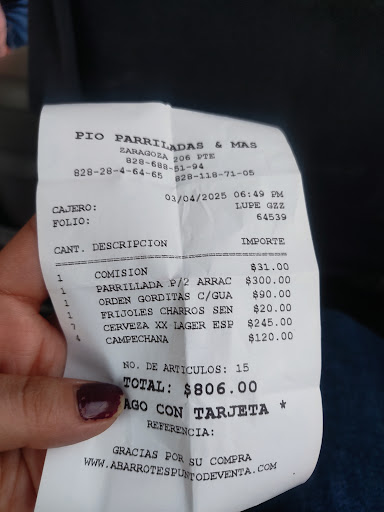 PIO PARRILADAS & MAS
ZARAGOZA 206 PTE
828-688-51-94
828-28-4-64-65 828-118-71-05
03/04/2025 06:49 PM
CAJERO: LUPE GZZ
FOLIO: 64539
CANT. DESCRIPCION IMPORTE
1 COMISION $31.00
1 PARRILLADA P/2 ARRAC $300.00
1 ORDEN GORDITAS C/GUA $90.00
1 FRIJOLES CHARROS SEN $20.00
7 CERVEZA XX LAGER ESP $245.00
4 CAMPECHANA $120.00
NO. DE ARTICULOS: 15
TOTAL: $806.00
AGO CON TARJETA *
REFERENCIA:
GRACIAS POR SU COMPRA
WWW.ABARROTESPUNTODEVENTA.COM